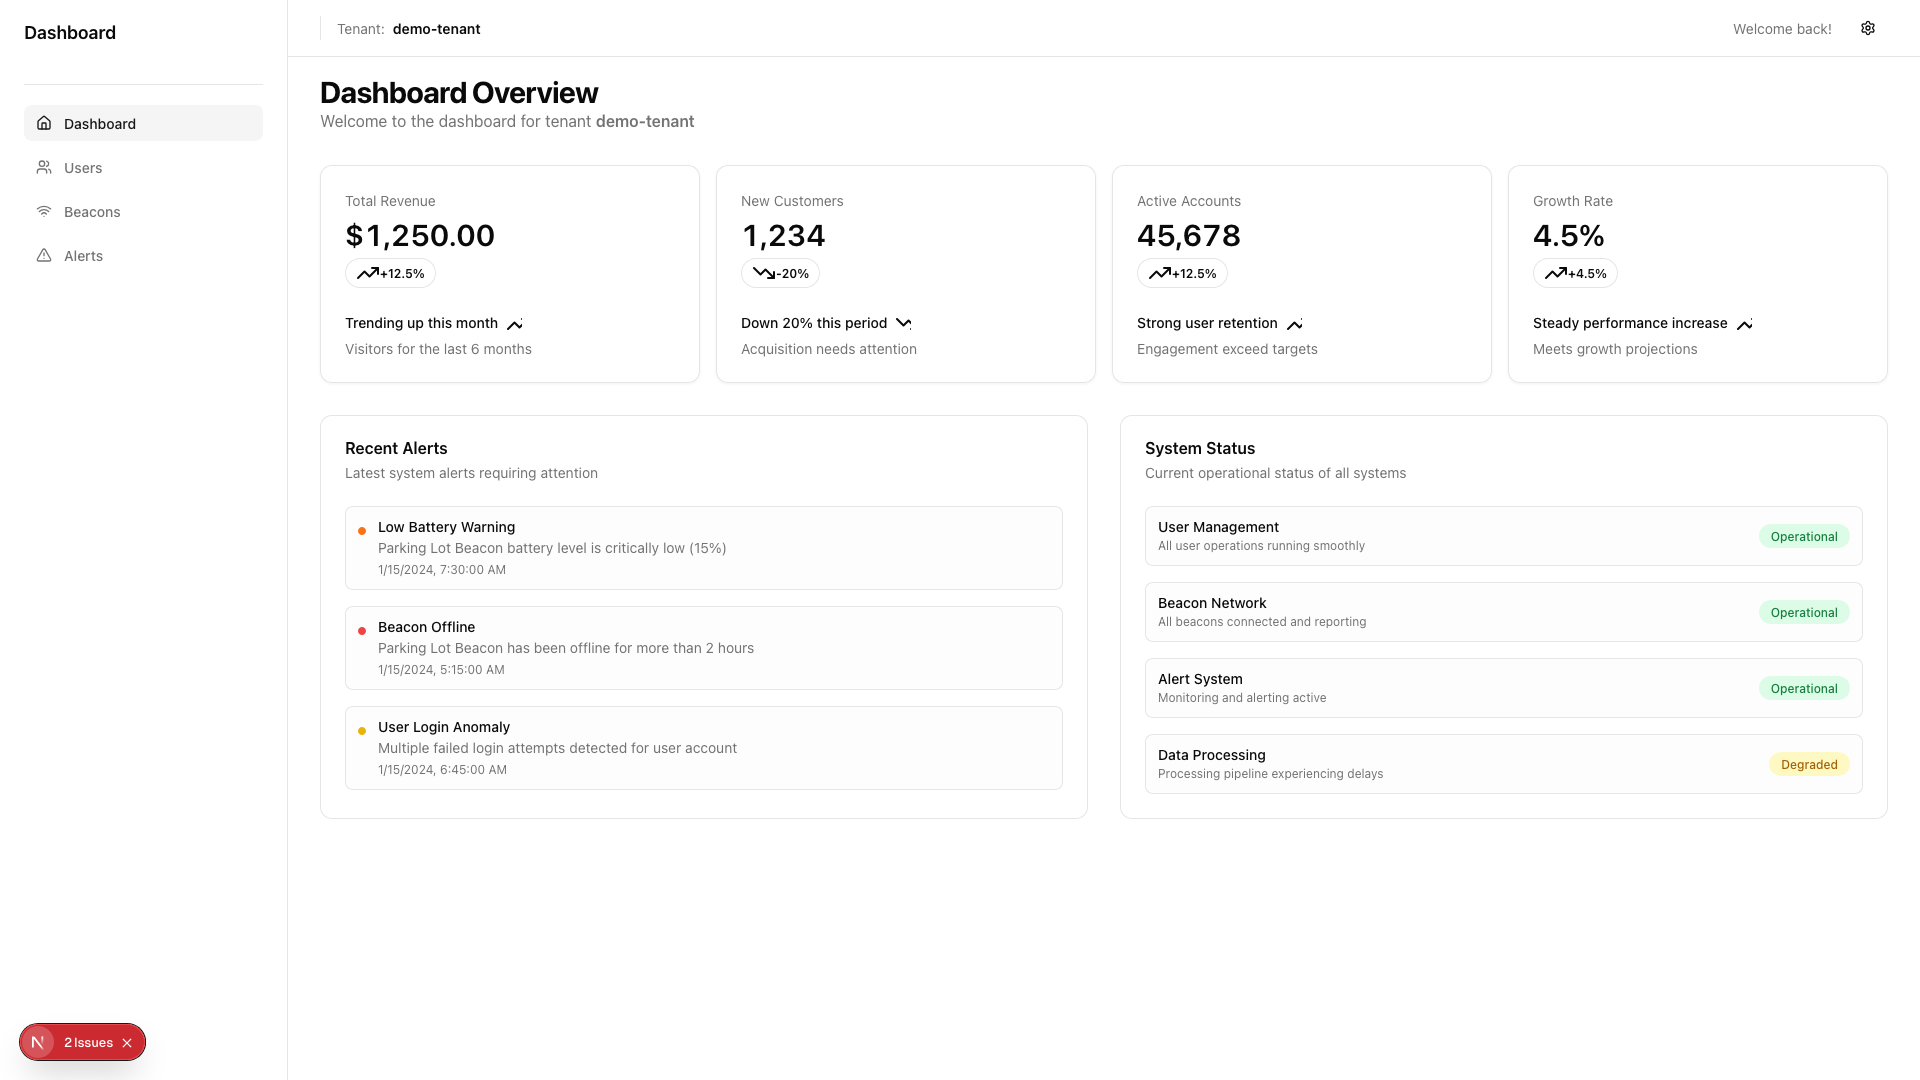 Dashboard
Dashboard
Users
Beacons
Alerts
Tenant: demo-tenant
Welcome back!
Dashboard Overview
Welcome to the dashboard for tenant demo-tenant
Total Revenue
$1,250.00
+12.5%
Trending up this month
Visitors for the last 6 months
New Customers
1,234
-20%
Down 20% this period
Acquisition needs attention
Active Accounts
45,678
+12.5%
Strong user retention
Engagement exceed targets
Growth Rate
4.5%
+4.5%
Steady performance increase
Meets growth projections
Recent Alerts
Latest system alerts requiring attention
Low Battery Warning
Parking Lot Beacon battery level is critically low (15%)
1/15/2024, 7:30:00 AM
Beacon Offline
Parking Lot Beacon has been offline for more than 2 hours
1/15/2024, 5:15:00 AM
User Login Anomaly
Multiple failed login attempts detected for user account
1/15/2024, 6:45:00 AM
System Status
Current operational status of all systems
User Management
All user operations running smoothly
Operational
Beacon Network
All beacons connected and reporting
Operational
Alert System
Monitoring and alerting active
Operational
Data Processing
Processing pipeline experiencing delays
Degraded
N 2 Issues